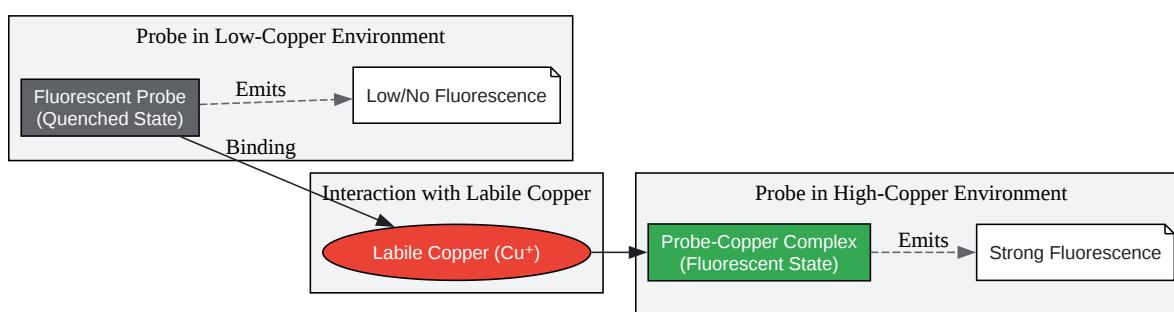 Probe in Low-Copper Environment
Fluorescent Probe
(Quenched State)
Emits
Low/No Fluorescence
Binding
Interaction with Labile Copper
Labile Copper (Cu⁺)
Probe in High-Copper Environment
Probe-Copper Complex
(Fluorescent State)
Emits
Strong Fluorescence